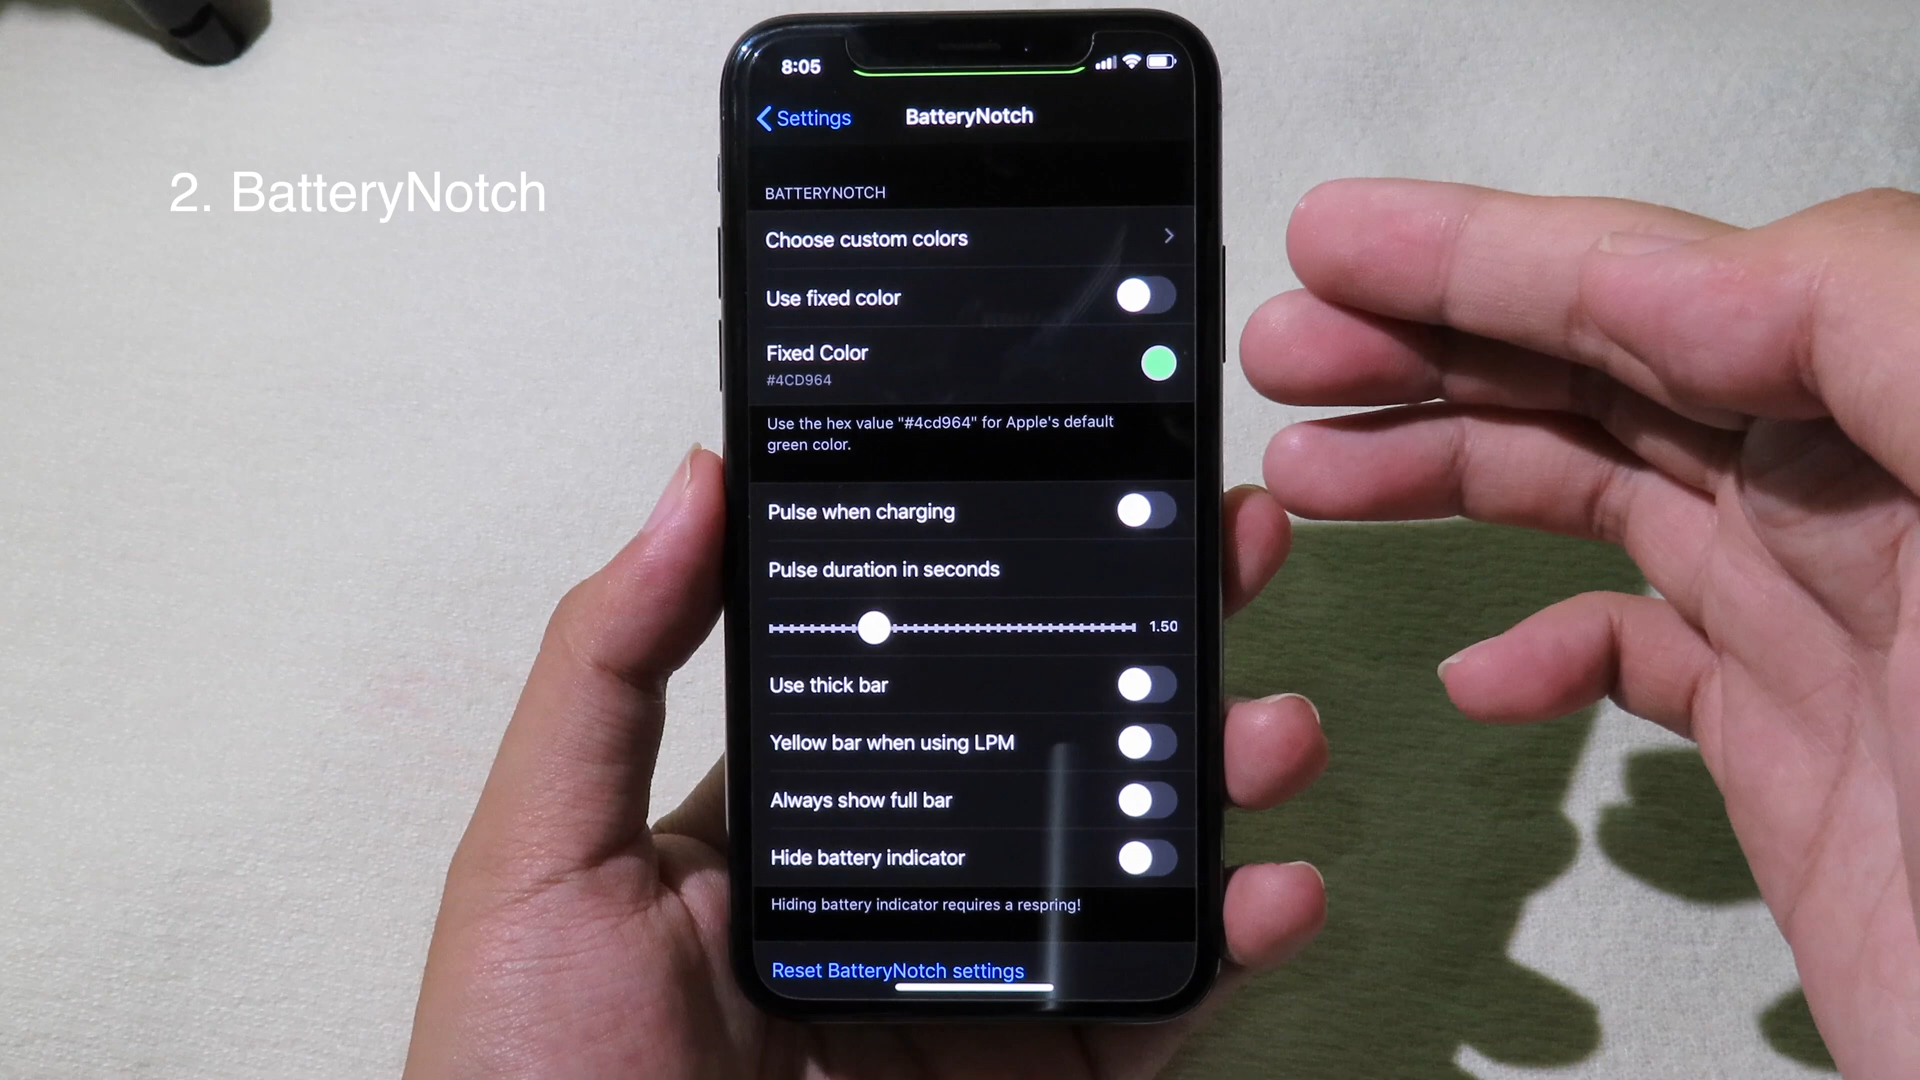 2. BatteryNotch
8:05
Settings
BatteryNotch
BATTERYNOTCH
Choose custom colors
Use fixed color
Fixed Color
#4CD964
Use the hex value "#4cd964" for Apple's default
green color.
Pulse when charging
Pulse duration in seconds
1.50
Use thick bar
Yellow bar when using LPM
Always show full bar
Hide battery indicator
Hiding battery indicator requires a respring!
Reset BatteryNotch settings